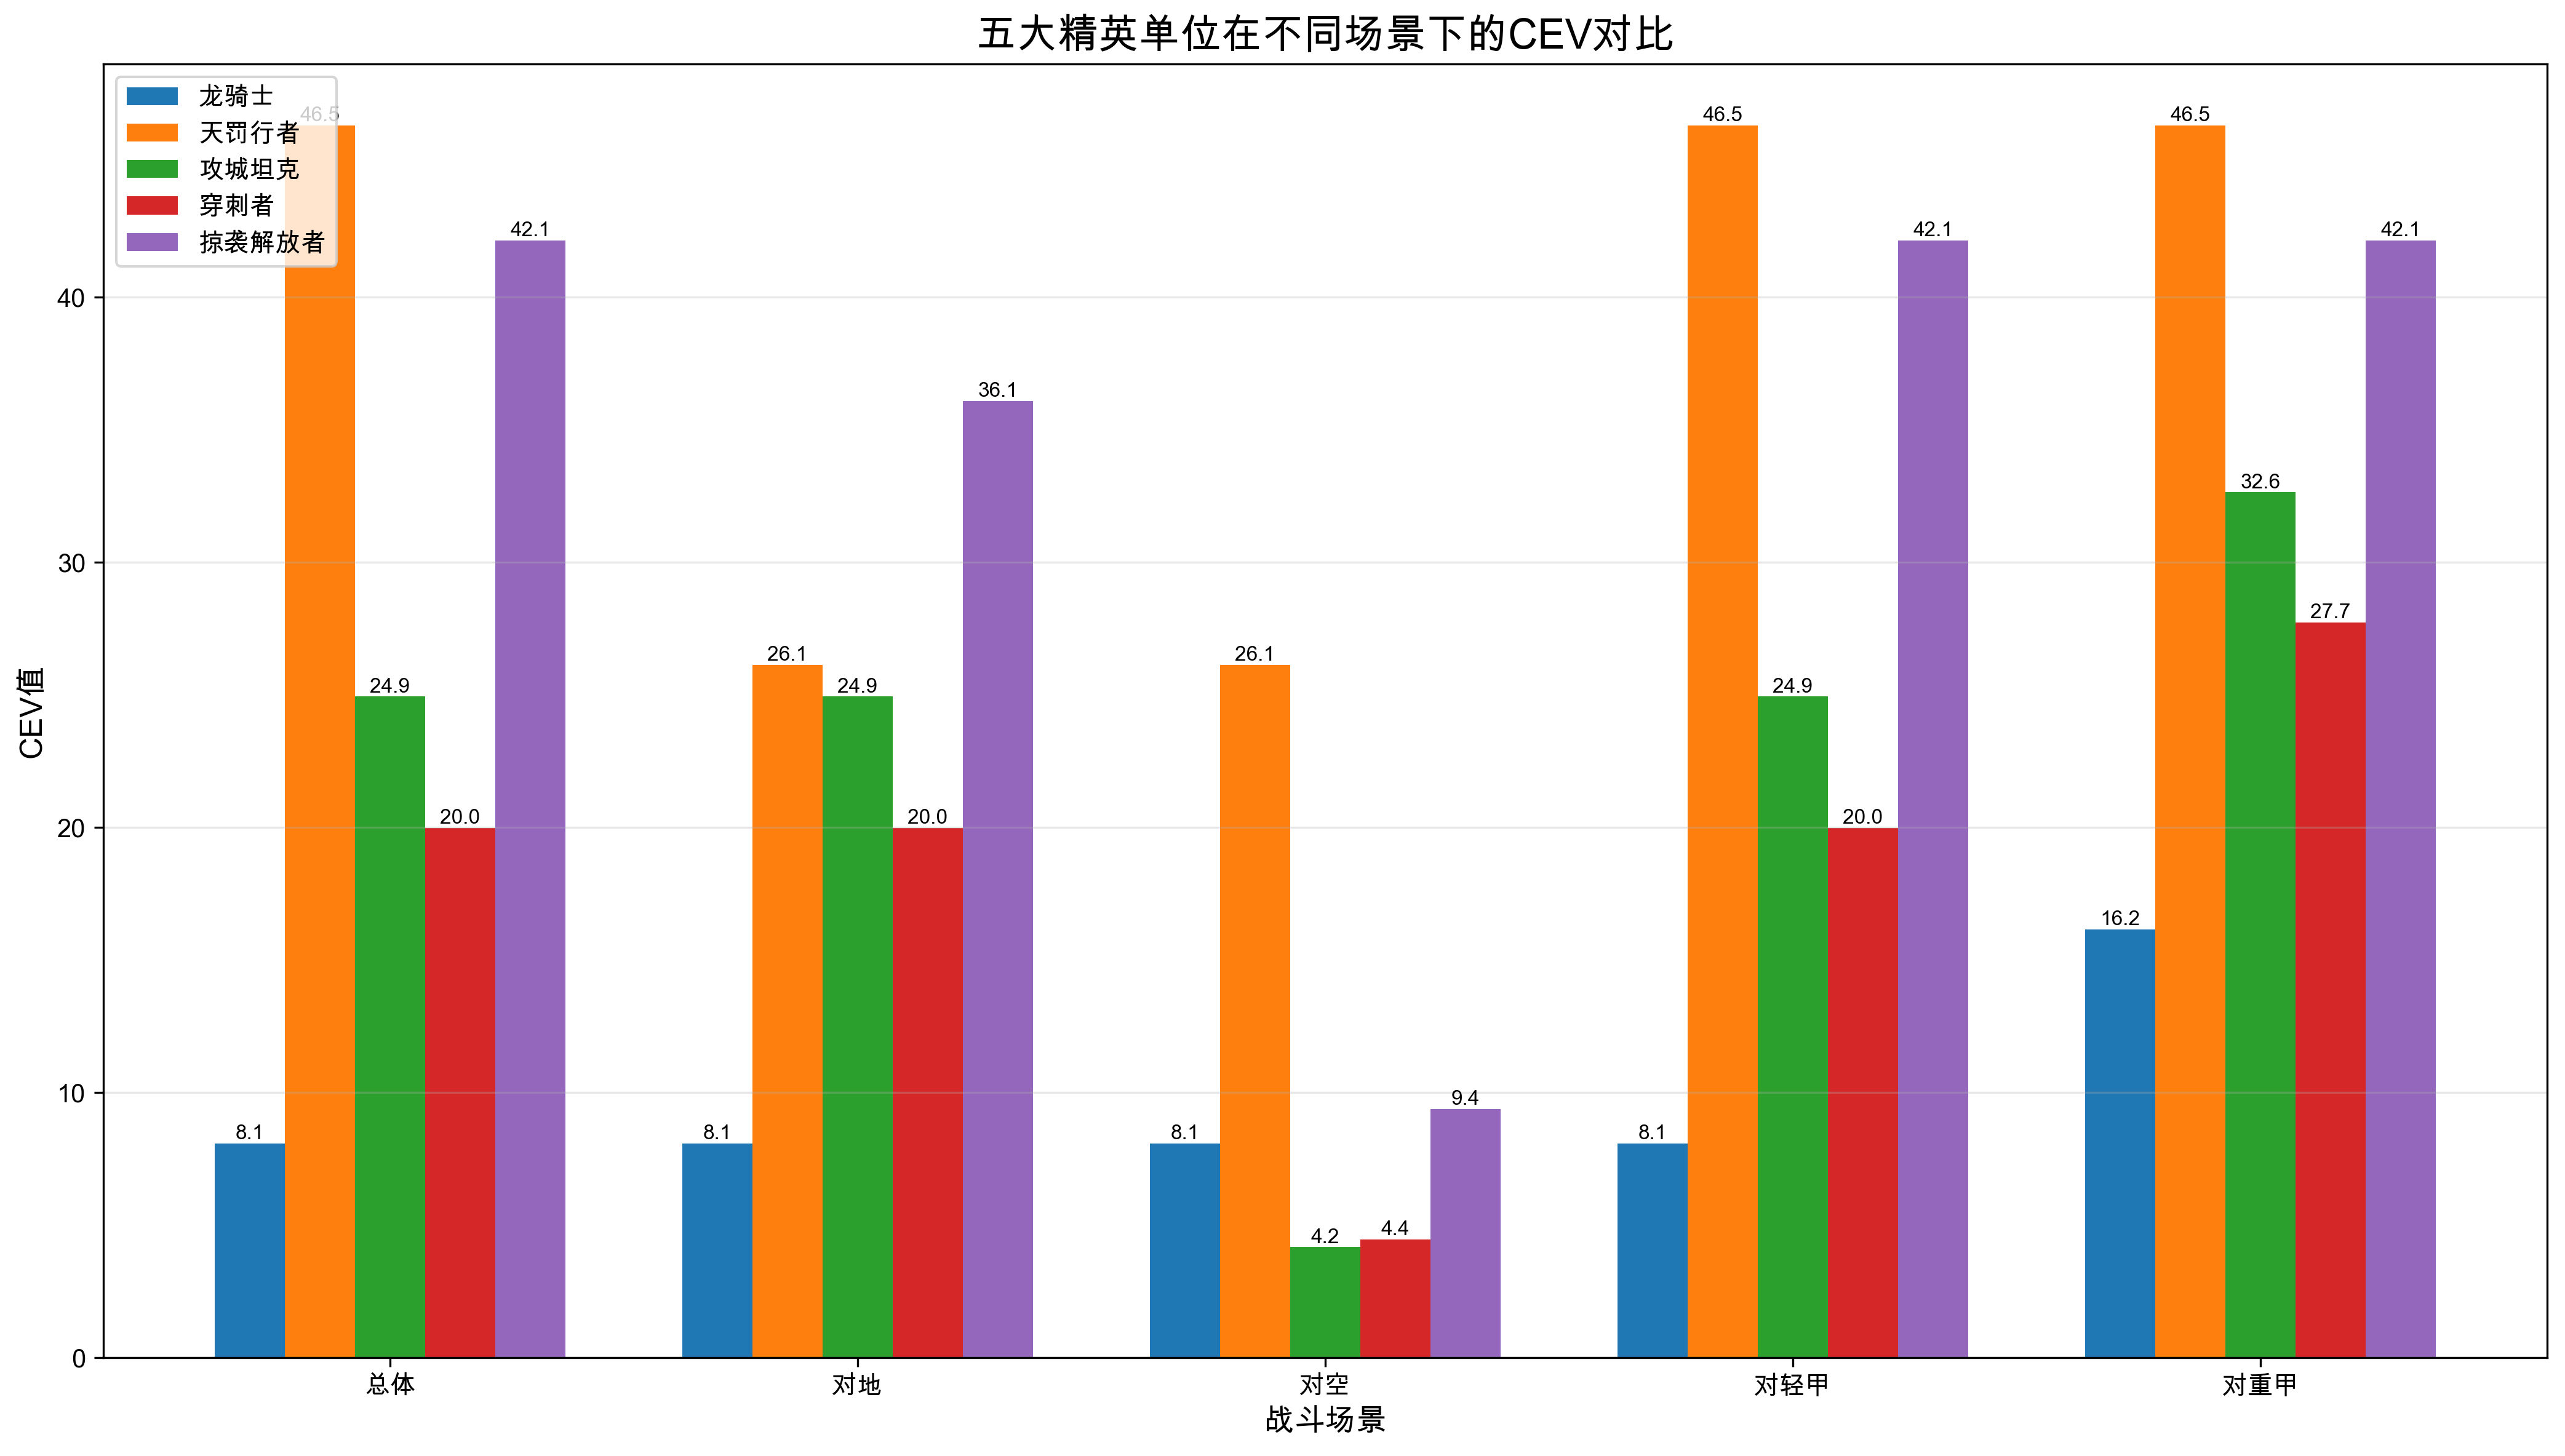 五大精英单位在不同场景下的CEV对比
龙骑士
天罚行者
攻城坦克
穿刺者
掠袭解放者
CEV值
40
30
20
10
0
8.1
46.5
24.9
20.0
42.1
8.1
26.1
24.9
20.0
36.1
8.1
26.1
4.2
4.4
9.4
8.1
46.5
24.9
20.0
42.1
16.2
46.5
32.6
27.7
42.1
总体
对地
对空
对轻甲
对重甲
战斗场景